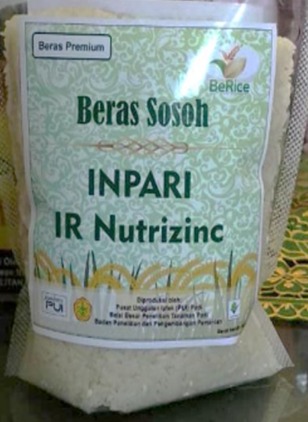 Beras Premium
BeRice
Beras Sosoh
INPARI
IR Nutrizinc
PUI
Diproduksi oleh:
Pusat Unggulan Iptek (PUI) Padi
Balai Besar Penelitian Tanaman Padi
Badan Penelitian dan Pengembangan Pertanian